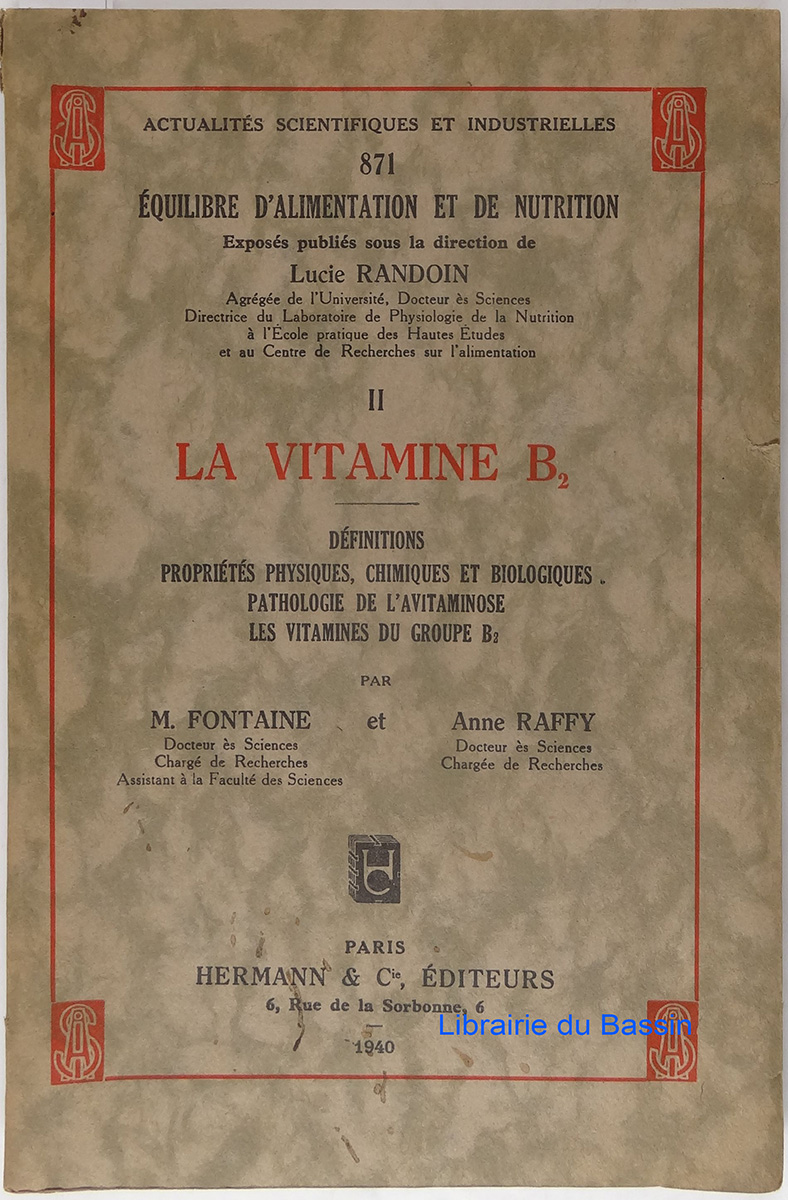 ACTUALITÉS SCIENTIFIQUES ET INDUSTRIELLES
871
ÉQUILIBRE D'ALIMENTATION ET DE NUTRITION
Exposés publiés sous la direction de
Lucie RANDOIN
Agrégée de l'Université, Docteur ès Sciences
Directrice du Laboratoire de Physiologie de la Nutrition
à l'École pratique des Hautes Études
et au Centre de Recherches sur l'alimentation
II
LA VITAMINE B₂
DÉFINITIONS
PROPRIÉTÉS PHYSIQUES, CHIMIQUES ET BIOLOGIQUES.
PATHOLOGIE DE L'AVITAMINOSE
LES VITAMINES DU GROUPE B₂
PAR
M. FONTAINE et Anne RAFFY
Docteur ès Sciences Docteur ès Sciences
Chargé de Recherches Chargée de Recherches
Assistant à la Faculté des Sciences
PARIS
HERMANN & Cⁱᵉ, ÉDITEURS
6, Rue de la Sorbonne, 6
Librairie du Bassin
1940